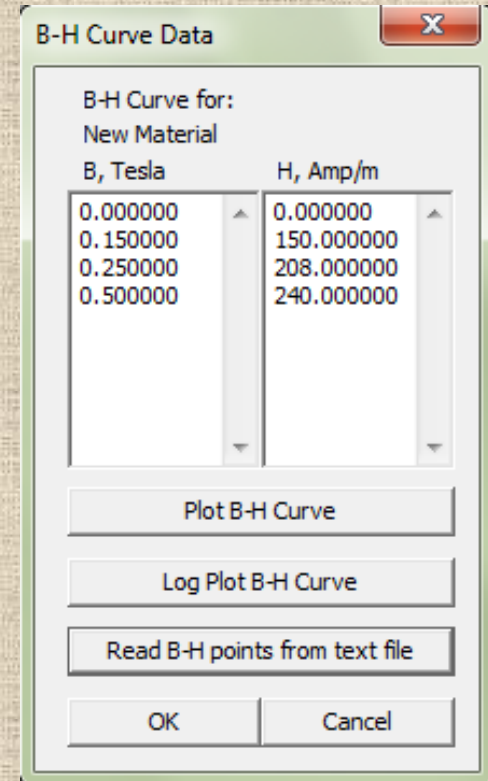 B-H Curve Data
B-H Curve for:
New Material
B, Tesla H, Amp/m
0.000000 0.000000
0.150000 150.000000
0.250000 208.000000
0.500000 240.000000
Plot B-H Curve
Log Plot B-H Curve
Read B-H points from text file
OK Cancel